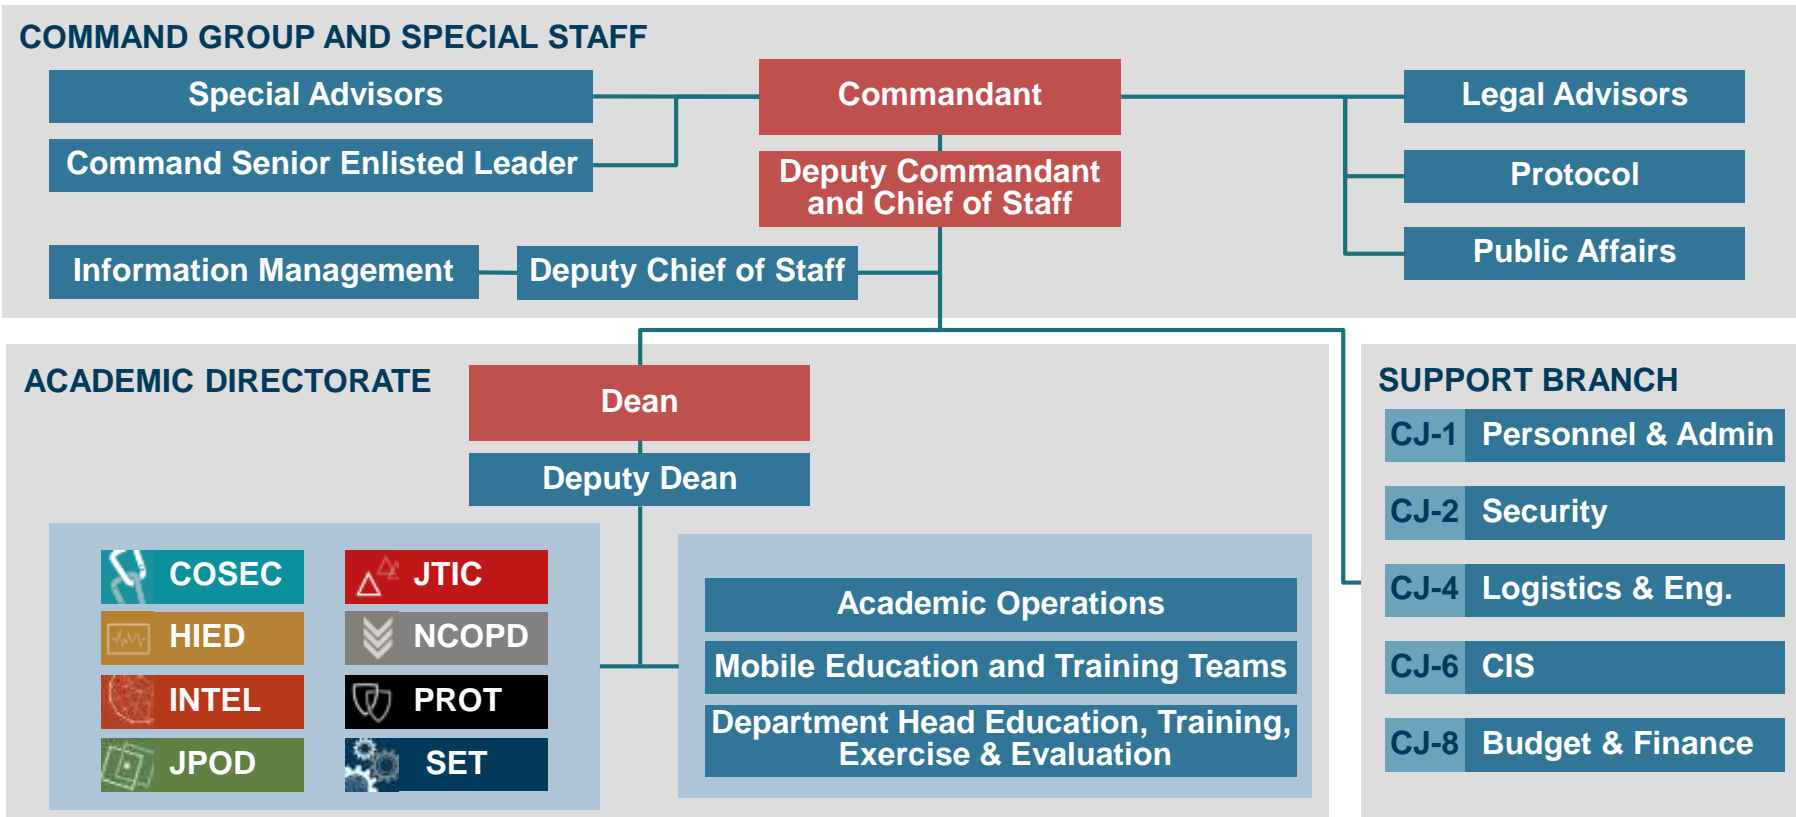 COMMAND GROUP AND SPECIAL STAFF
Special Advisors
Commandant
Legal Advisors
Command Senior Enlisted Leader
Deputy Commandant
and Chief of Staff
Protocol
Public Affairs
Information Management
Deputy Chief of Staff
ACADEMIC DIRECTORATE
Dean
Deputy Dean
COSEC
JTIC
HIED
NCOPD
INTEL
PROT
JPOD
SET
Academic Operations
Mobile Education and Training Teams
Department Head Education, Training,
Exercise & Evaluation
SUPPORT BRANCH
CJ-1 Personnel & Admin
CJ-2 Security
CJ-4 Logistics & Eng.
CJ-6 CIS
CJ-8 Budget & Finance